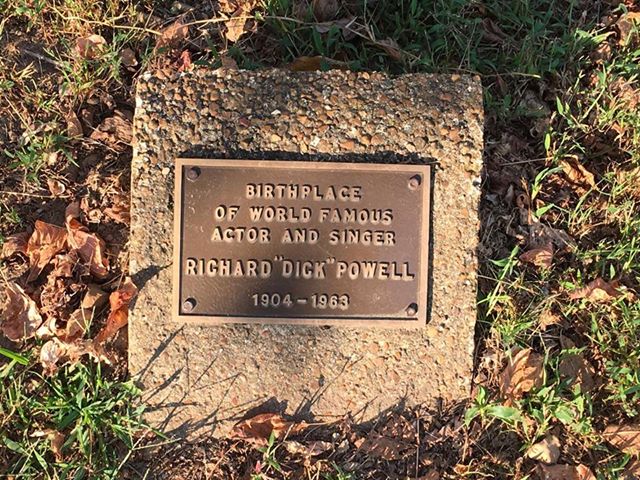 BIRTHPLACE
OF WORLD FAMOUS
ACTOR AND SINGER
RICHARD "DICK" POWELL
1904-1963